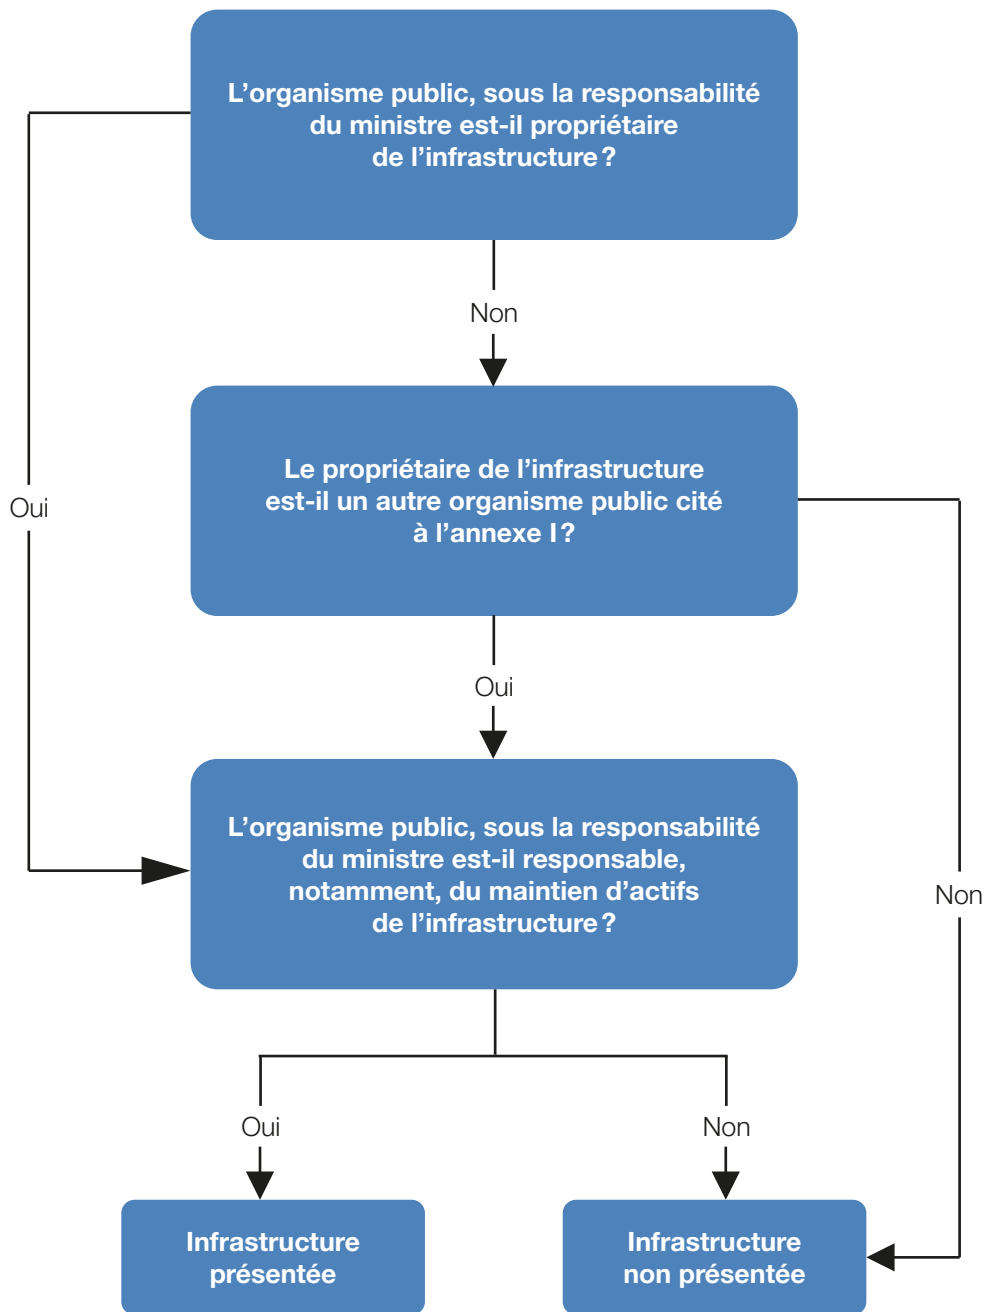 L’organisme public, sous la responsabilité
du ministre est-il propriétaire
de l’infrastructure ?
Non
Le propriétaire de l’infrastructure
est-il un autre organisme public cité
à l’annexe I ?
Oui
Oui
L’organisme public, sous la responsabilité
du ministre est-il responsable,
notamment, du maintien d’actifs
de l’infrastructure ?
Non
Oui
Non
Infrastructure
présentée
Infrastructure
non présentée